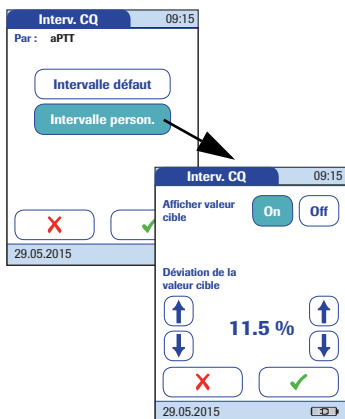 Interv. CQ 09:15
Par : aPTT
Intervalle défaut
Intervalle person.
29.05.2015
Interv. CQ 09:15
Afficher valeur
cible
On Off
Déviation de la
valeur cible
11.5 %
29.05.2015